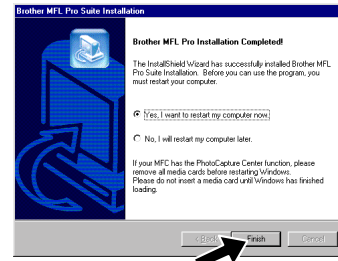 Brother MFL Pro Suite Installation
Brother MFL Pro Installation Completed!
The InstallShield Wizard has successfully installed Brother MFL
Pro Suite Installation. Before you can use the program, you
must restart your computer.
Yes, I want to restart my computer now.
No, I will restart my computer later.
If your MFC has the PhotoCapture Center function, please
remove all media cards before restarting Windows.
Please do not insert a media card until Windows has finished
loading.
< Back
Finish
Cancel